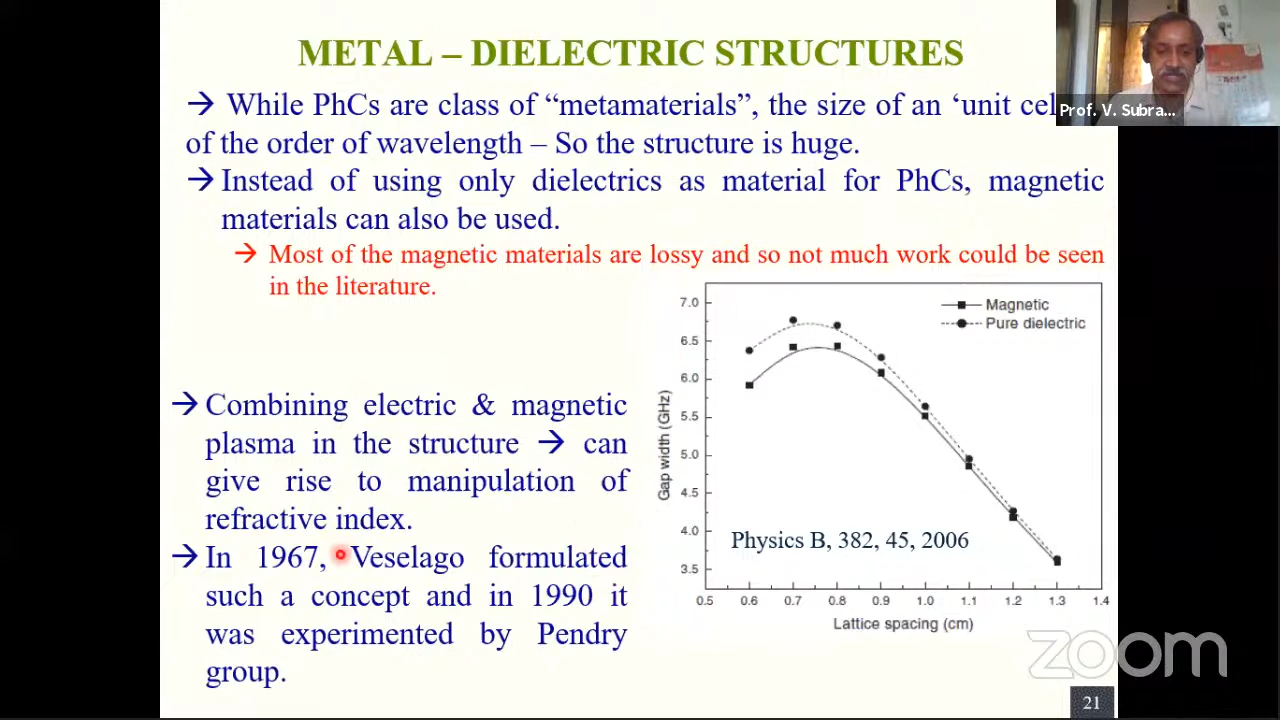 METAL – DIELECTRIC STRUCTURES
→ While PhCs are class of “metamaterials”, the size of an ‘unit cel
Prof. V. Subra...
of the order of wavelength – So the structure is huge.
→ Instead of using only dielectrics as material for PhCs, magnetic
materials can also be used.
→ Most of the magnetic materials are lossy and so not much work could be seen
in the literature.
→ Combining electric & magnetic
plasma in the structure → can
give rise to manipulation of
refractive index.
→ In 1967, Veselago formulated
such a concept and in 1990 it
was experimented by Pendry
group.
Magnetic
Pure dielectric
7.0
6.5
6.0
5.5
5.0
4.5
4.0
3.5
Gap width (GHz)
Physics B, 382, 45, 2006
0.5 0.6 0.7 0.8 0.9 1.0 1.1 1.2 1.3 1.4
Lattice spacing (cm)
zoom
21